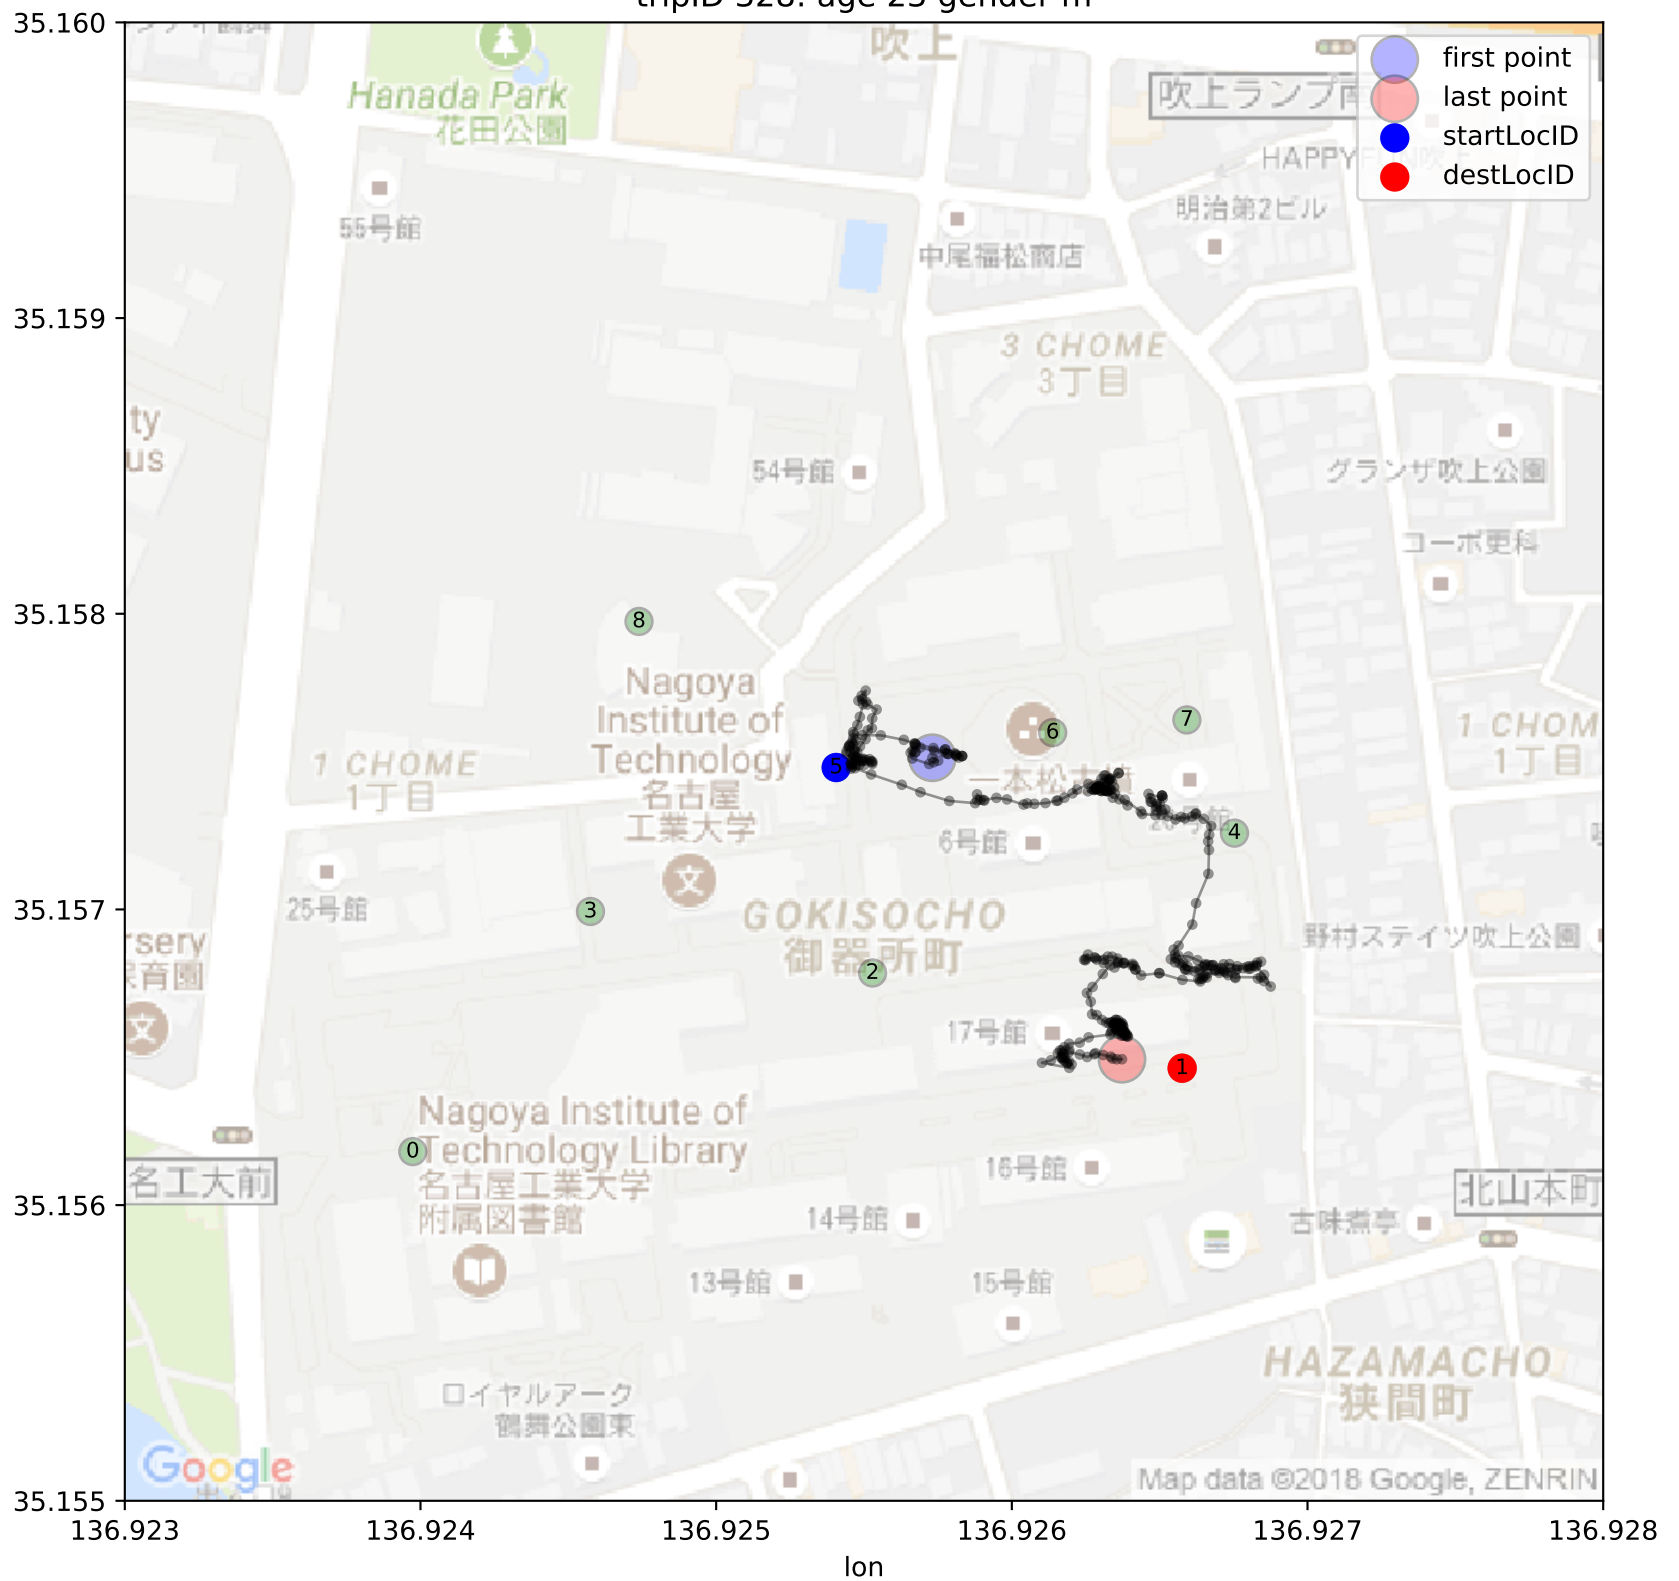 35.160
35.159
35.158
35.157
35.156
35.155
136.923
136.924
136.925
136.926
136.927
136.928
lon
first point
last point
startLocID
destLocID
吹上
Hanada Park
花田公園
吹上ランプ南
55号館
明治第2ビル
中尾福松商店
3 CHOME
3丁目
ty
us
54号館
グランザ吹上公園
コーポ更科
8
Nagoya
Institute of
Technology
名古屋
工業大学
7
6
5
4
1 CHOME
1丁目
1 CHOM
1丁目
6号館
25号館
3
GOKISOCHO
御器所町
2
野村ステイツ吹上公園
rsery
保育園
17号館
1
Nagoya Institute of
Technology Library
名古屋工業大学
附属図書館
0
名工大前
16号館
北山本町
14号館
古味煮亭
13号館
15号館
HAZAMACHO
狭間町
ロイヤルアーク
鶴舞公園東
Google
Map data ©2018 Google, ZENRIN